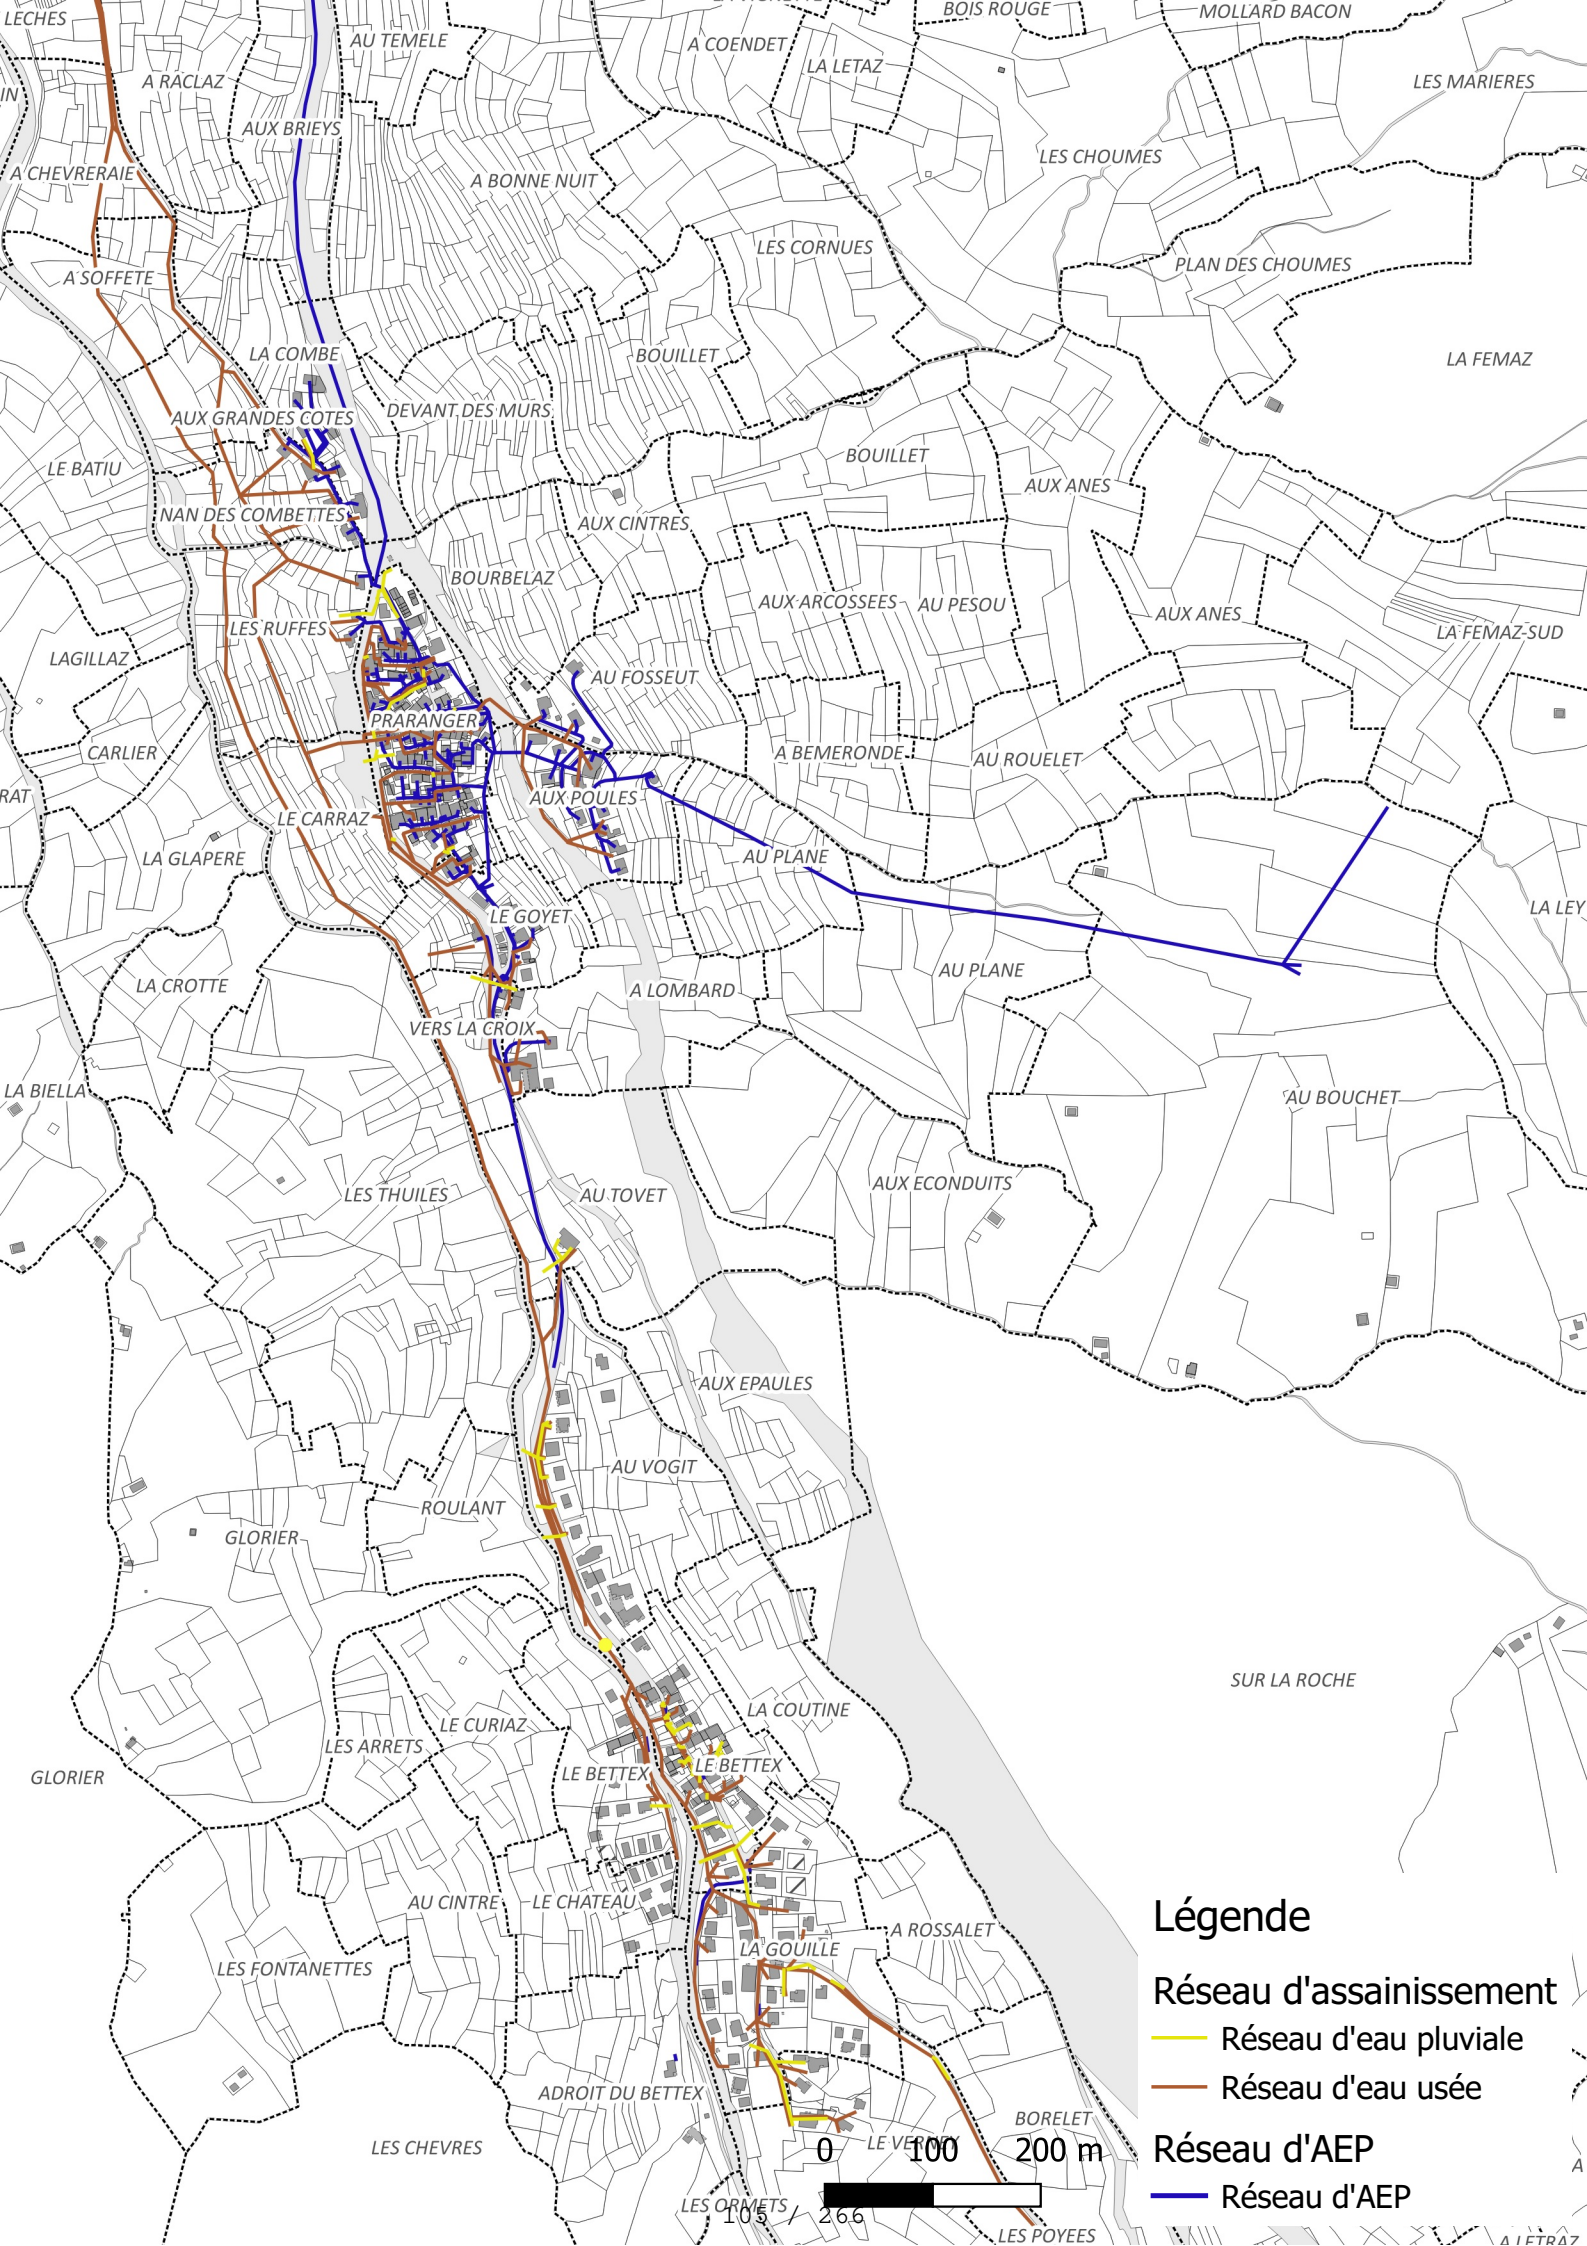 LECHES
AU TEMELE
A COENDET
BOIS ROUGE
MOLLARD BACON
LA LETAZ
LES MARIERES
A RACLAZ
AUX BRIEYS
LES CHOUMES
A CHEVRERAIE
A BONNE NUIT
LES CORNUES
PLAN DES CHOUMES
A SOFFETE
LA COMBE
BOUILLET
LA FEMAZ
AUX GRANDES COTES
DEVANT DES MURS
LE BATIU
BOUILLET
AUX ANES
NAN DES COMBETTES
AUX CINTRES
BOURBELAZ
AUX ARCOSSEES
AU PESOU
AUX ANES
LES RUFFES
LA FEMAZ-SUD
LAGILLAZ
AU FOSSEUT
PRARANGER
CARLIER
A BEMERONDE
AU ROUELET
RAT
AUX POULES
LE CARRAZ
LA GLAPERE
AU PLANE
LE GOYET
LA LEY
LA CROTTE
A LOMBARD
AU PLANE
VERS LA CROIX
LA BIELLA
AU BOUCHET
LES THUILES
AU TOVET
AUX ECONDUITS
AUX EPAULES
AU VOGIT
ROULANT
GLORIER
SUR LA ROCHE
LA COUTINE
LE CURIAZ
LES ARRETS
LE BETTEX
LE BETTEX
GLORIER
AU CINTRE
LE CHATEAU
A ROSSALET
LA GOUILLE
LES FONTANETTES
ADROIT DU BETTEX
BORELET
LES CHEVRES
LE VERNEY
LES ORMETS
LES POYEES
A LETRAZ
Légende
Réseau d'assainissement
Réseau d'eau pluviale
Réseau d'eau usée
Réseau d'AEP
Réseau d'AEP
0 100 200 m
105 / 266